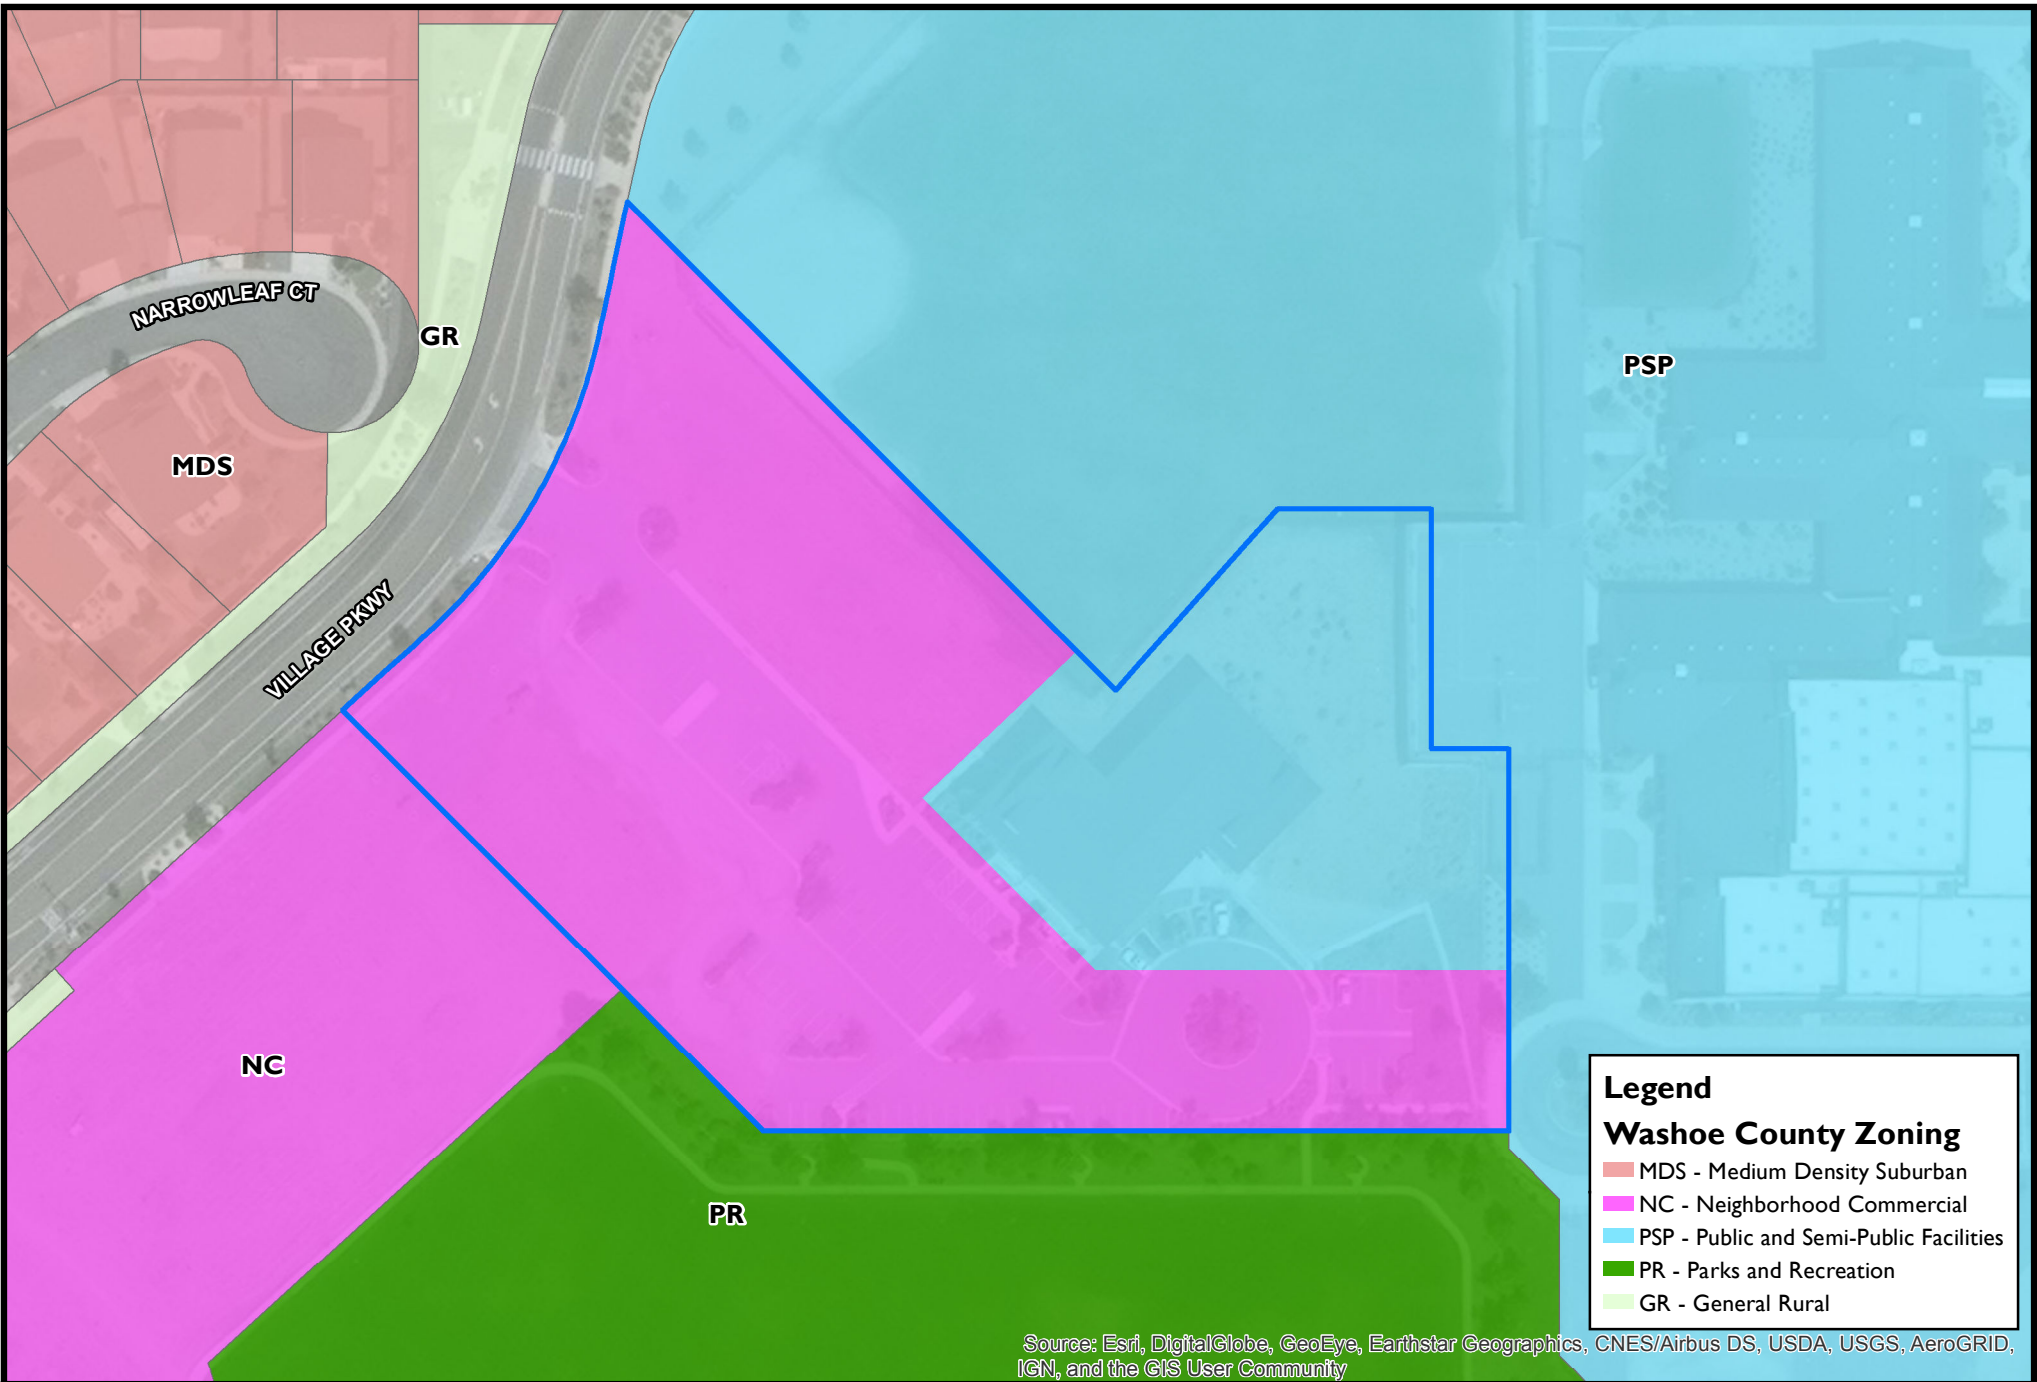 NARROWLEAF CT
GR
PSP
MDS
VILLAGE PKWY
NC
PR
Legend
Washoe County Zoning
MDS - Medium Density Suburban
NC - Neighborhood Commercial
PSP - Public and Semi-Public Facilities
PR - Parks and Recreation
GR - General Rural
Source: Esri, DigitalGlobe, GeoEye, Earthstar Geographics, CNES/Airbus DS, USDA, USGS, AeroGRID,
IGN, and the GIS User Community